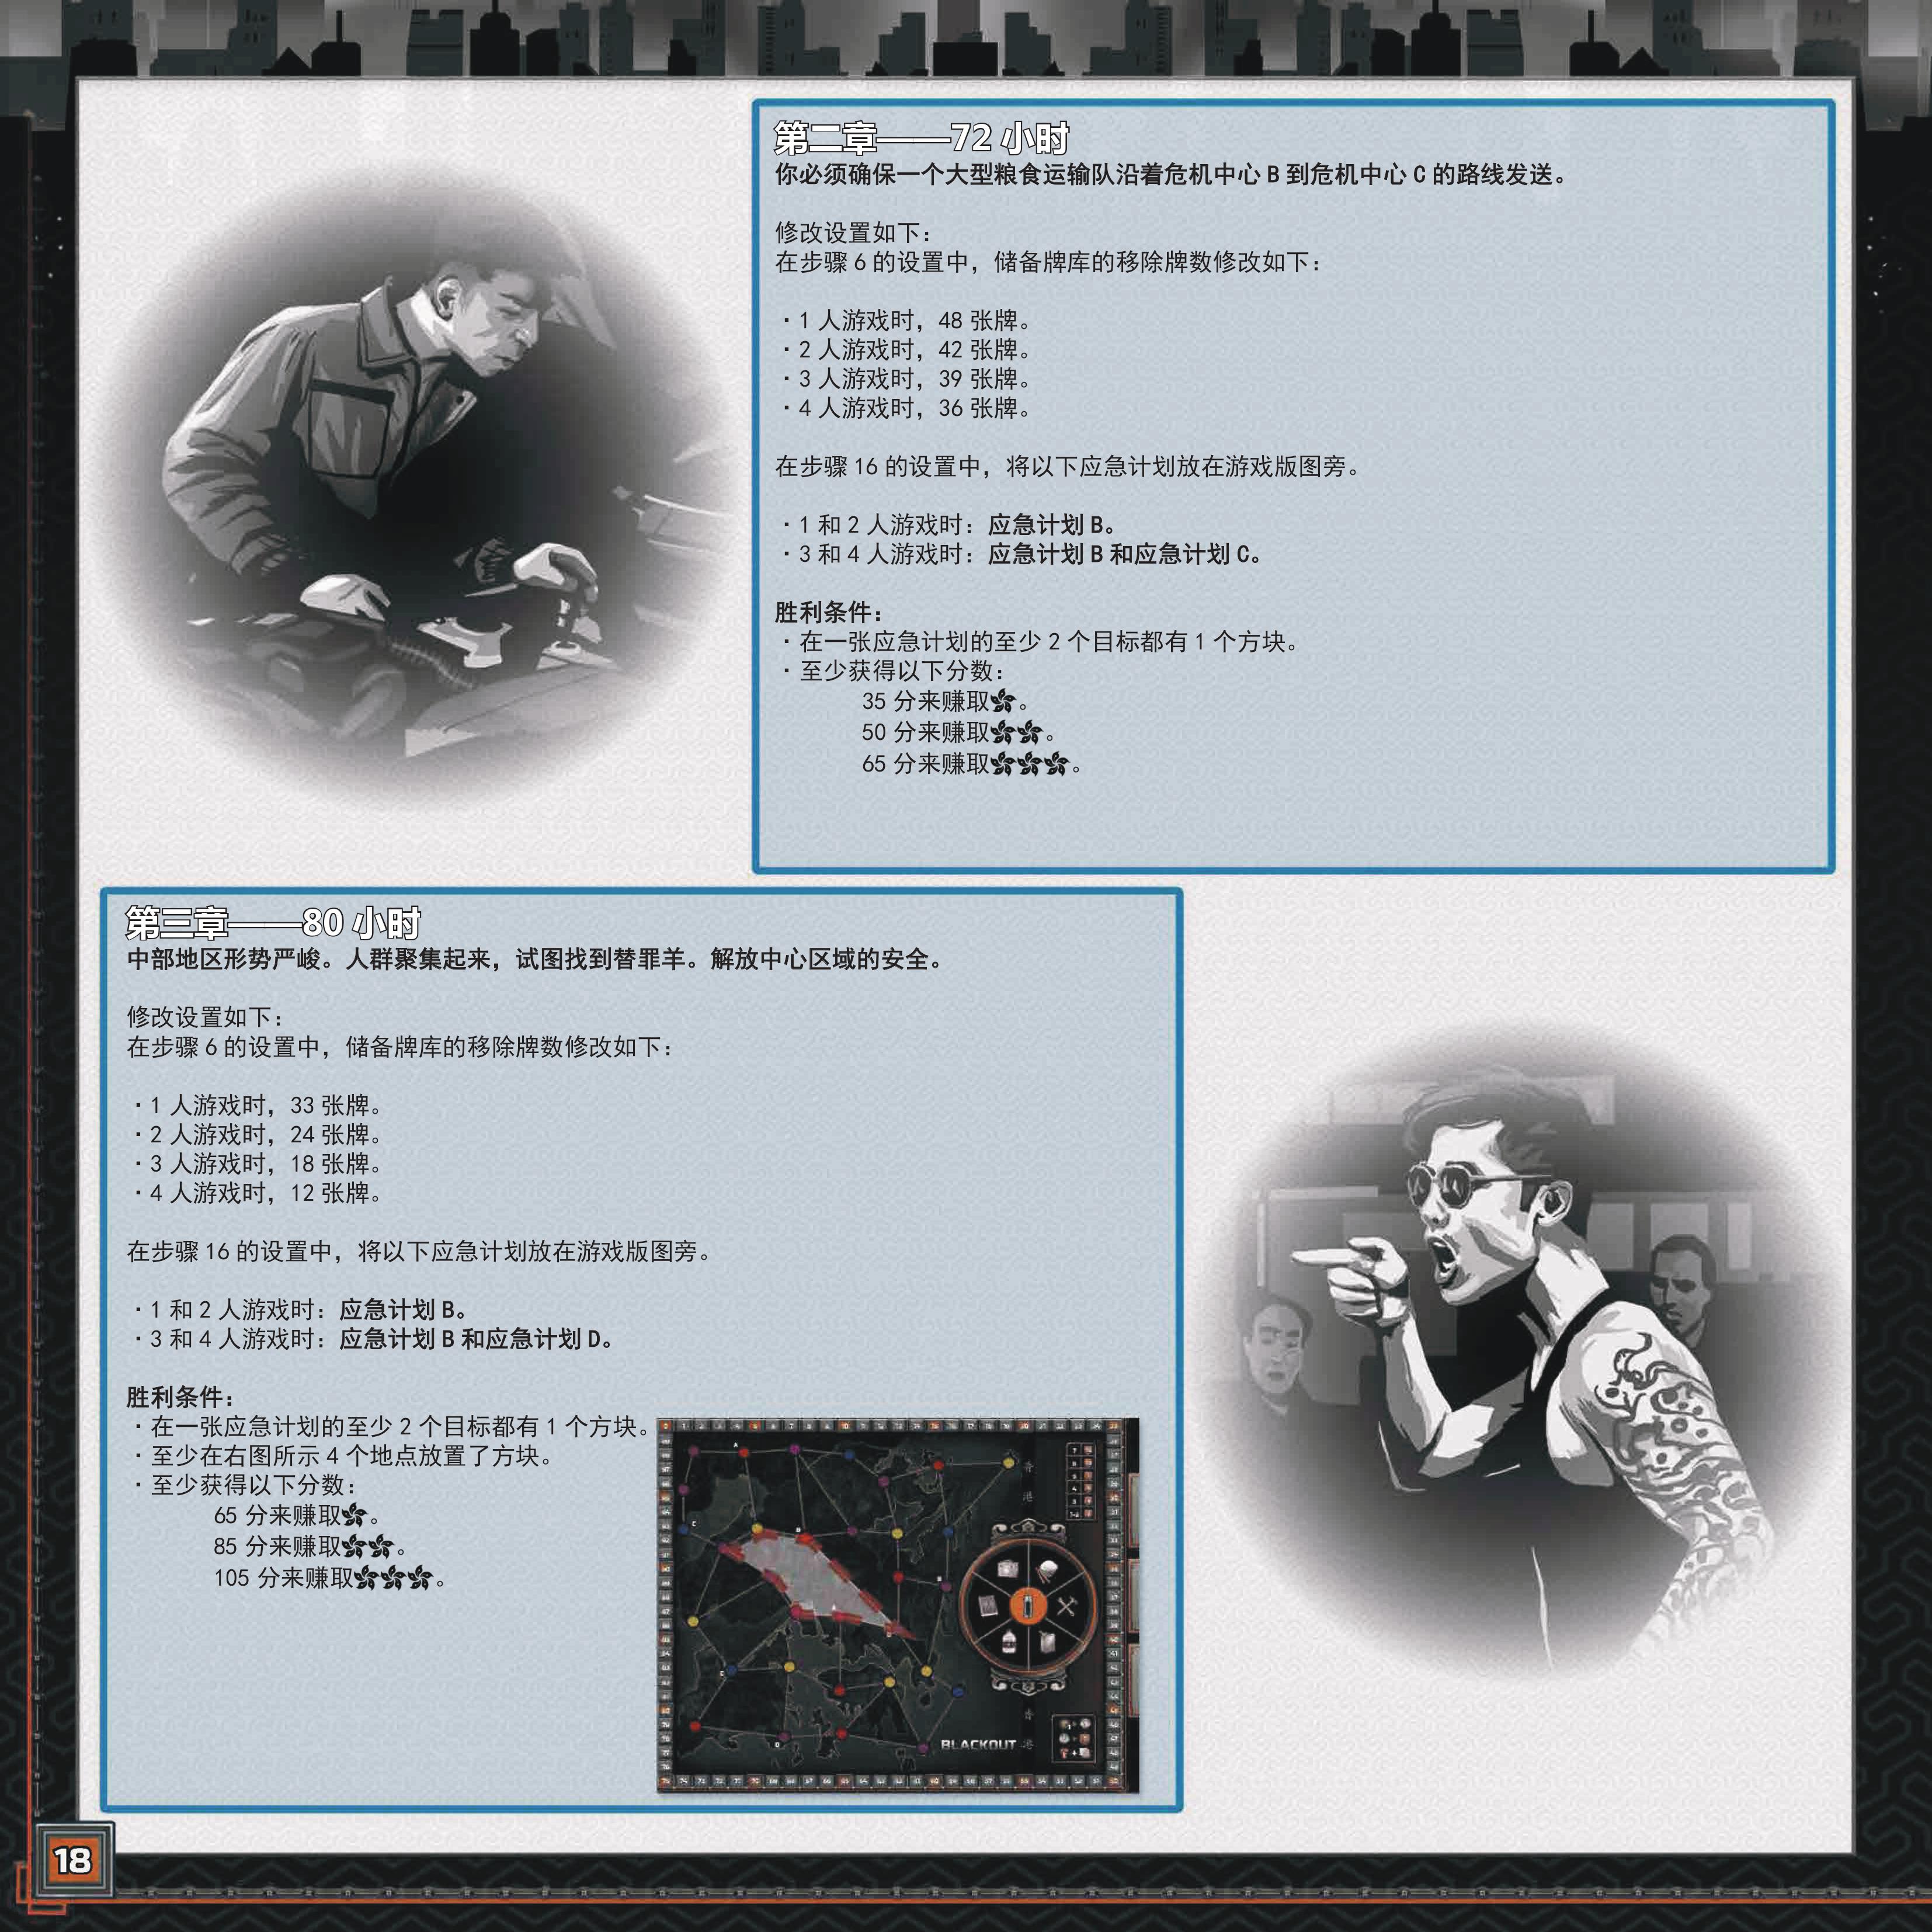 第二章——72 小时
你必须确保一个大型粮食运输队沿着危机中心 B 到危机中心 C 的路线发送。
修改设置如下：
在步骤 6 的设置中，储备牌库的移除牌数修改如下：
· 1 人游戏时，48 张牌。
· 2 人游戏时，42 张牌。
· 3 人游戏时，39 张牌。
· 4 人游戏时，36 张牌。
在步骤 16 的设置中，将以下应急计划放在游戏版图旁。
· 1 和 2 人游戏时：应急计划 B。
· 3 和 4 人游戏时：应急计划 B 和应急计划 C。
胜利条件：
· 在一张应急计划的至少 2 个目标都有 1 个方块。
· 至少获得以下分数：
35 分来赚取。
50 分来赚取。
65 分来赚取。
第三章——80 小时
中部地区形势严峻。人群聚集起来，试图找到替罪羊。解放中心区域的安全。
修改设置如下：
在步骤 6 的设置中，储备牌库的移除牌数修改如下：
· 1 人游戏时，33 张牌。
· 2 人游戏时，24 张牌。
· 3 人游戏时，18 张牌。
· 4 人游戏时，12 张牌。
在步骤 16 的设置中，将以下应急计划放在游戏版图旁。
· 1 和 2 人游戏时：应急计划 B。
· 3 和 4 人游戏时：应急计划 B 和应急计划 D。
胜利条件：
· 在一张应急计划的至少 2 个目标都有 1 个方块。
· 至少在右图所示 4 个地点放置了方块。
· 至少获得以下分数：
65 分来赚取。
85 分来赚取。
105 分来赚取。
BLACKOUT
香港
18